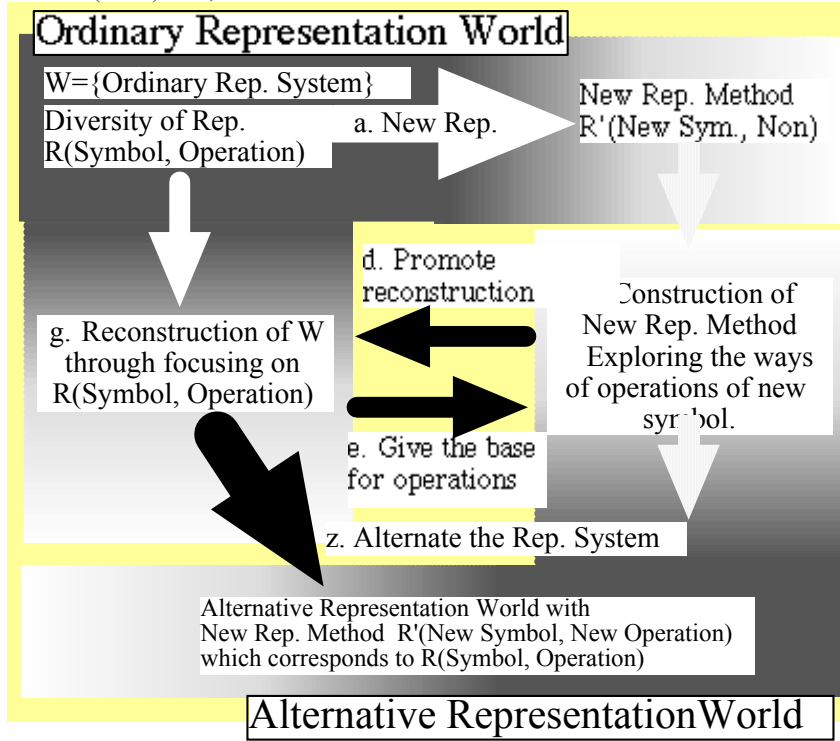 Ordinary Representation World
W={Ordinary Rep. System}
Diversity of Rep.
R(Symbol, Operation)
a. New Rep.
New Rep. Method
R'(New Sym., Non)
d. Promote
reconstruction
Construction of
New Rep. Method
Exploring the ways
of operations of new
symbol.
g. Reconstruction of W
through focusing on
R(Symbol, Operation)
e. Give the base
for operations
z. Alternate the Rep. System
Alternative Representation World with
New Rep. Method R'(New Symbol, New Operation)
which corresponds to R(Symbol, Operation)
Alternative RepresentationWorld